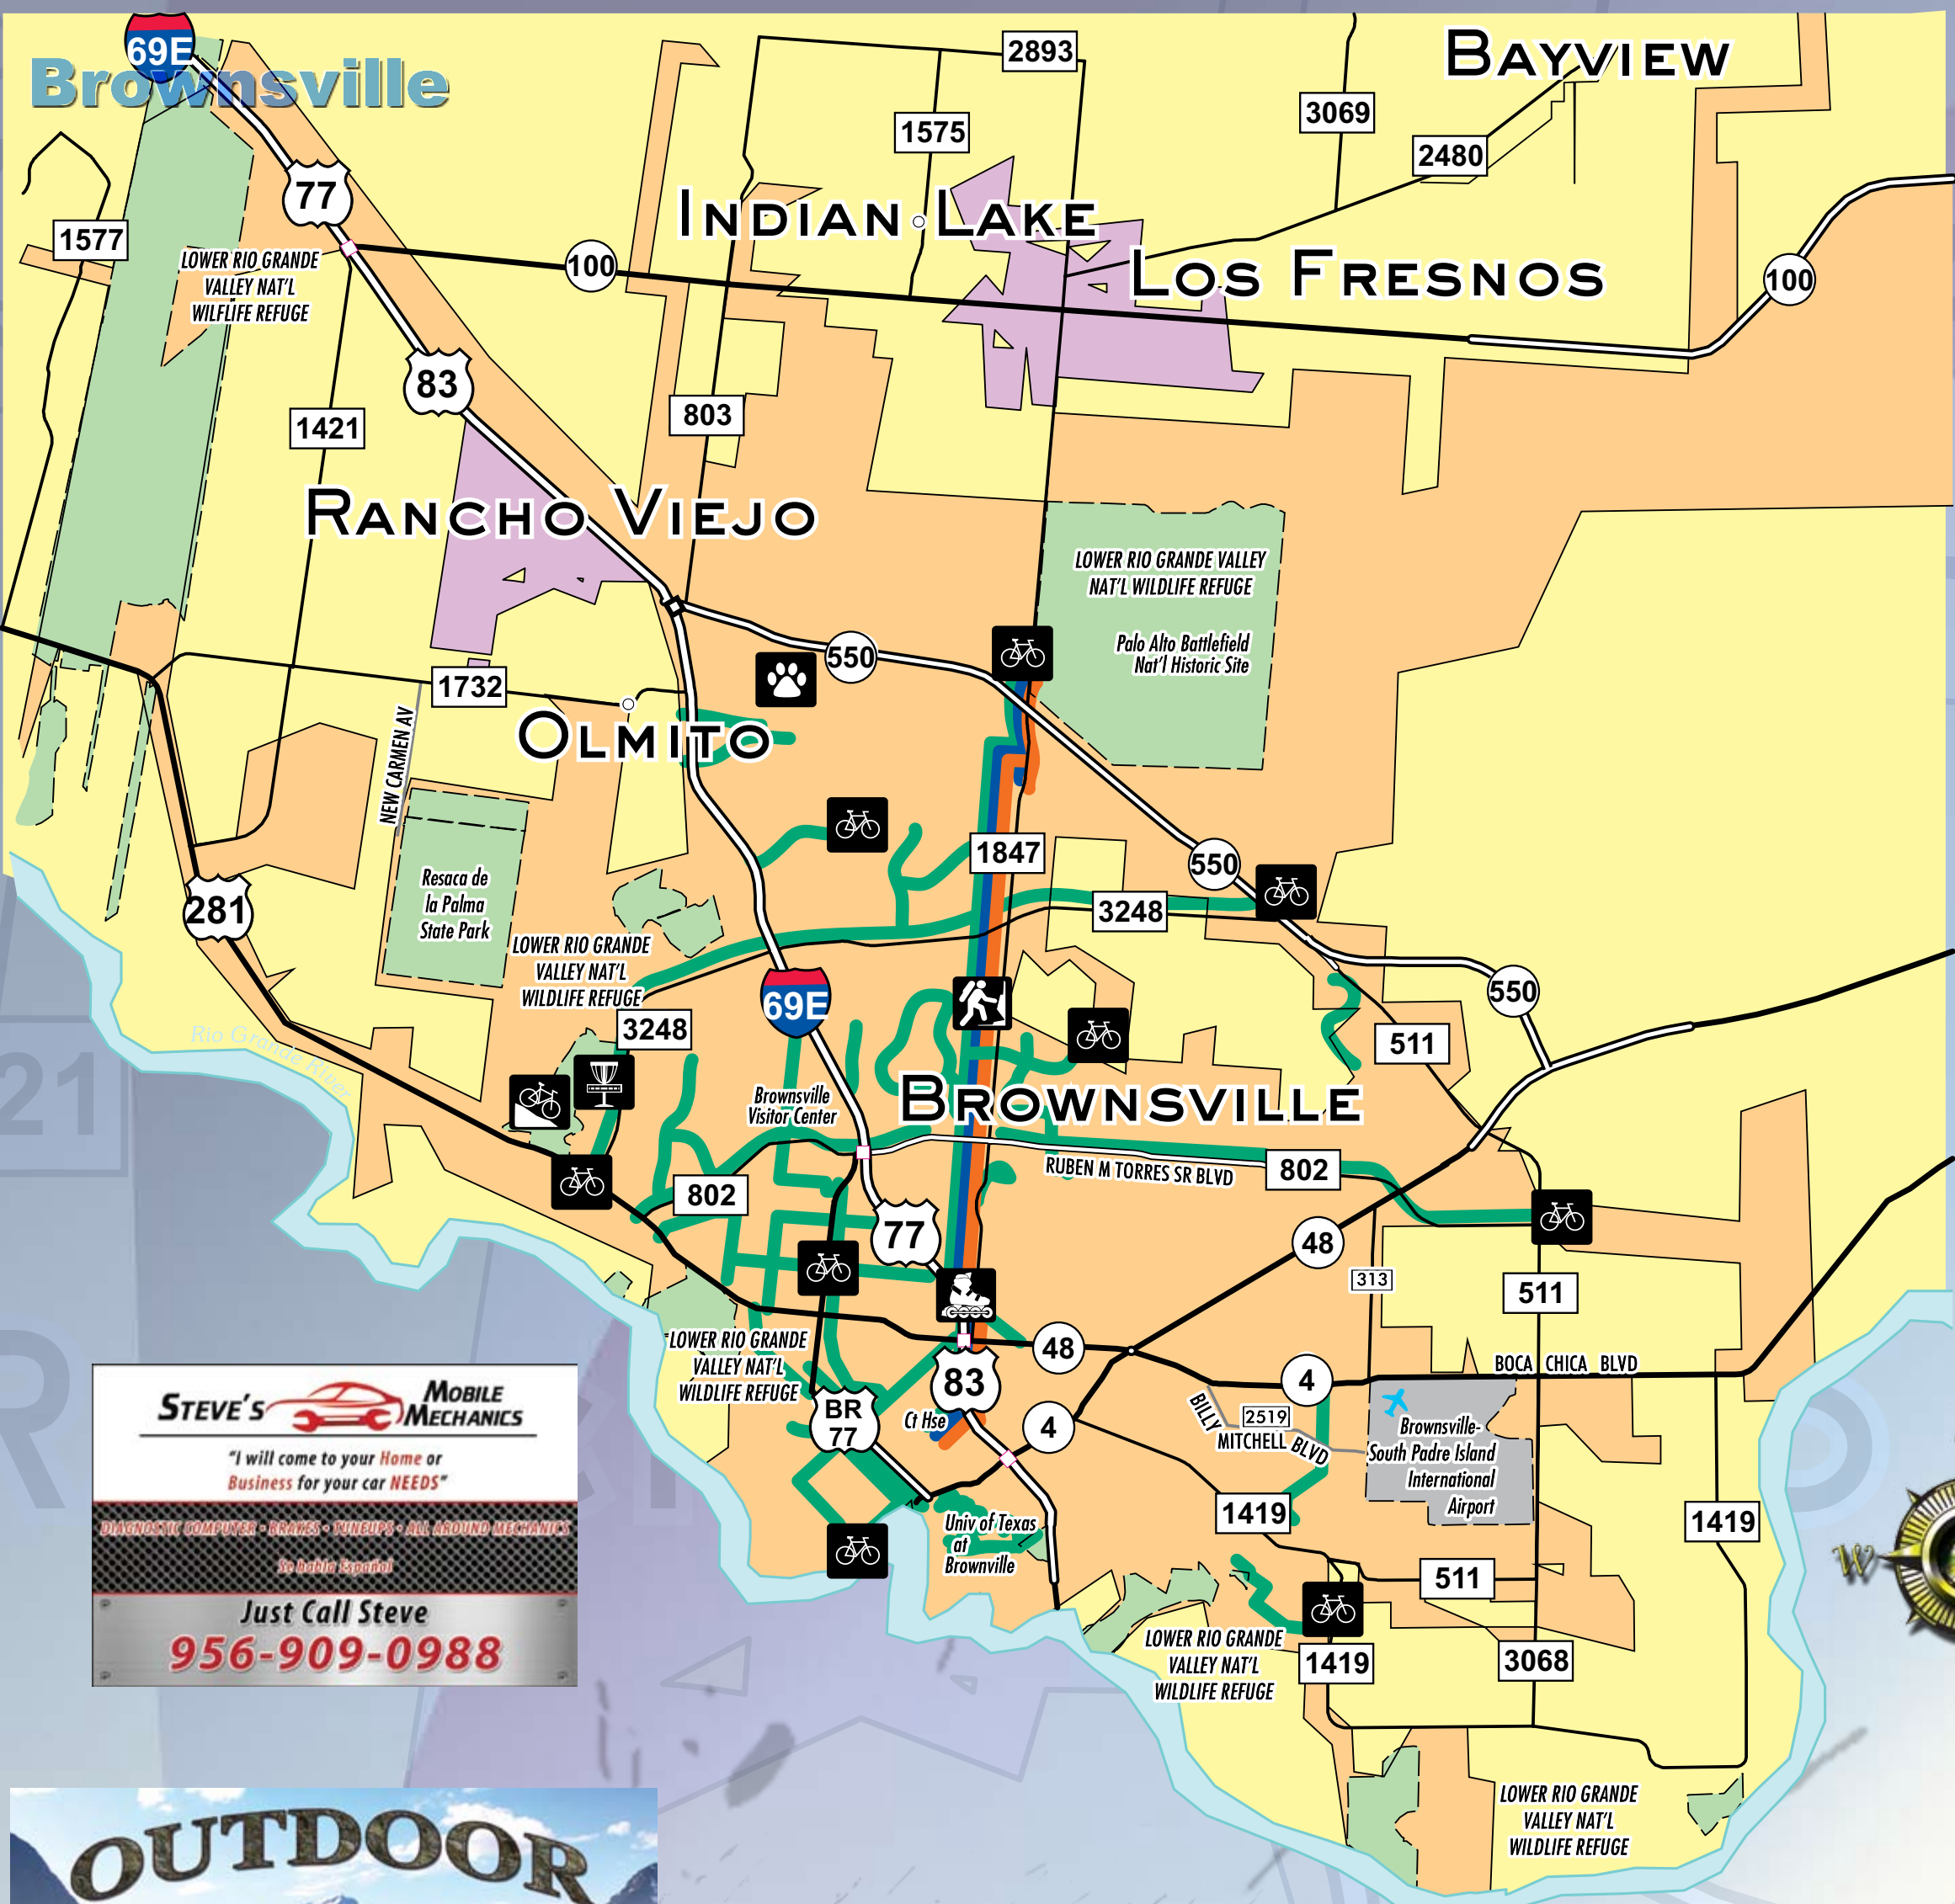 69E
Brownsville
2893
BAYVIEW
77
1575
3069
2480
1577
INDIAN LAKE
LOWER RIO GRANDE
VALLEY NAT'L
WILFLIFE REFUGE
100
LOS FRESNOS
100
83
1421
803
RANCHO VIEJO
LOWER RIO GRANDE VALLEY
NAT'L WILDLIFE REFUGE
Palo Alto Battlefield
Nat'l Historic Site
550
1732
NEW CARMEN AV
OLMITO
1847
550
281
Resaca de
la Palma
State Park
3248
LOWER RIO GRANDE
VALLEY NAT'L
WILDLIFE REFUGE
69E
550
Rio Grande River
3248
511
21
Brownsville
Visitor Center
BROWNSVILLE
RUBEN M TORRES SR BLVD
802
802
77
48
313
511
LOWER RIO GRANDE
VALLEY NAT'L
WILDLIFE REFUGE
48
BOCA CHICA BLVD
83
4
BR
77
Ct Hse
4
BILLY
2519
MITCHELL BLVD
Brownsville-
South Padre Island
International
Airport
STEVE'S MOBILE
MECHANICS
"I will come to your Home or
Business for your car NEEDS"
DIAGNOSTIC COMPUTER • BRAKES • TUNEUPS • ALL AROUND MECHANICS
Se habla Español
Just Call Steve
956-909-0988
1419
1419
Univ of Texas
at
Brownville
511
W
LOWER RIO GRANDE
VALLEY NAT'L
WILDLIFE REFUGE
1419
3068
LOWER RIO GRANDE
VALLEY NAT'L
WILDLIFE REFUGE
OUTDOOR